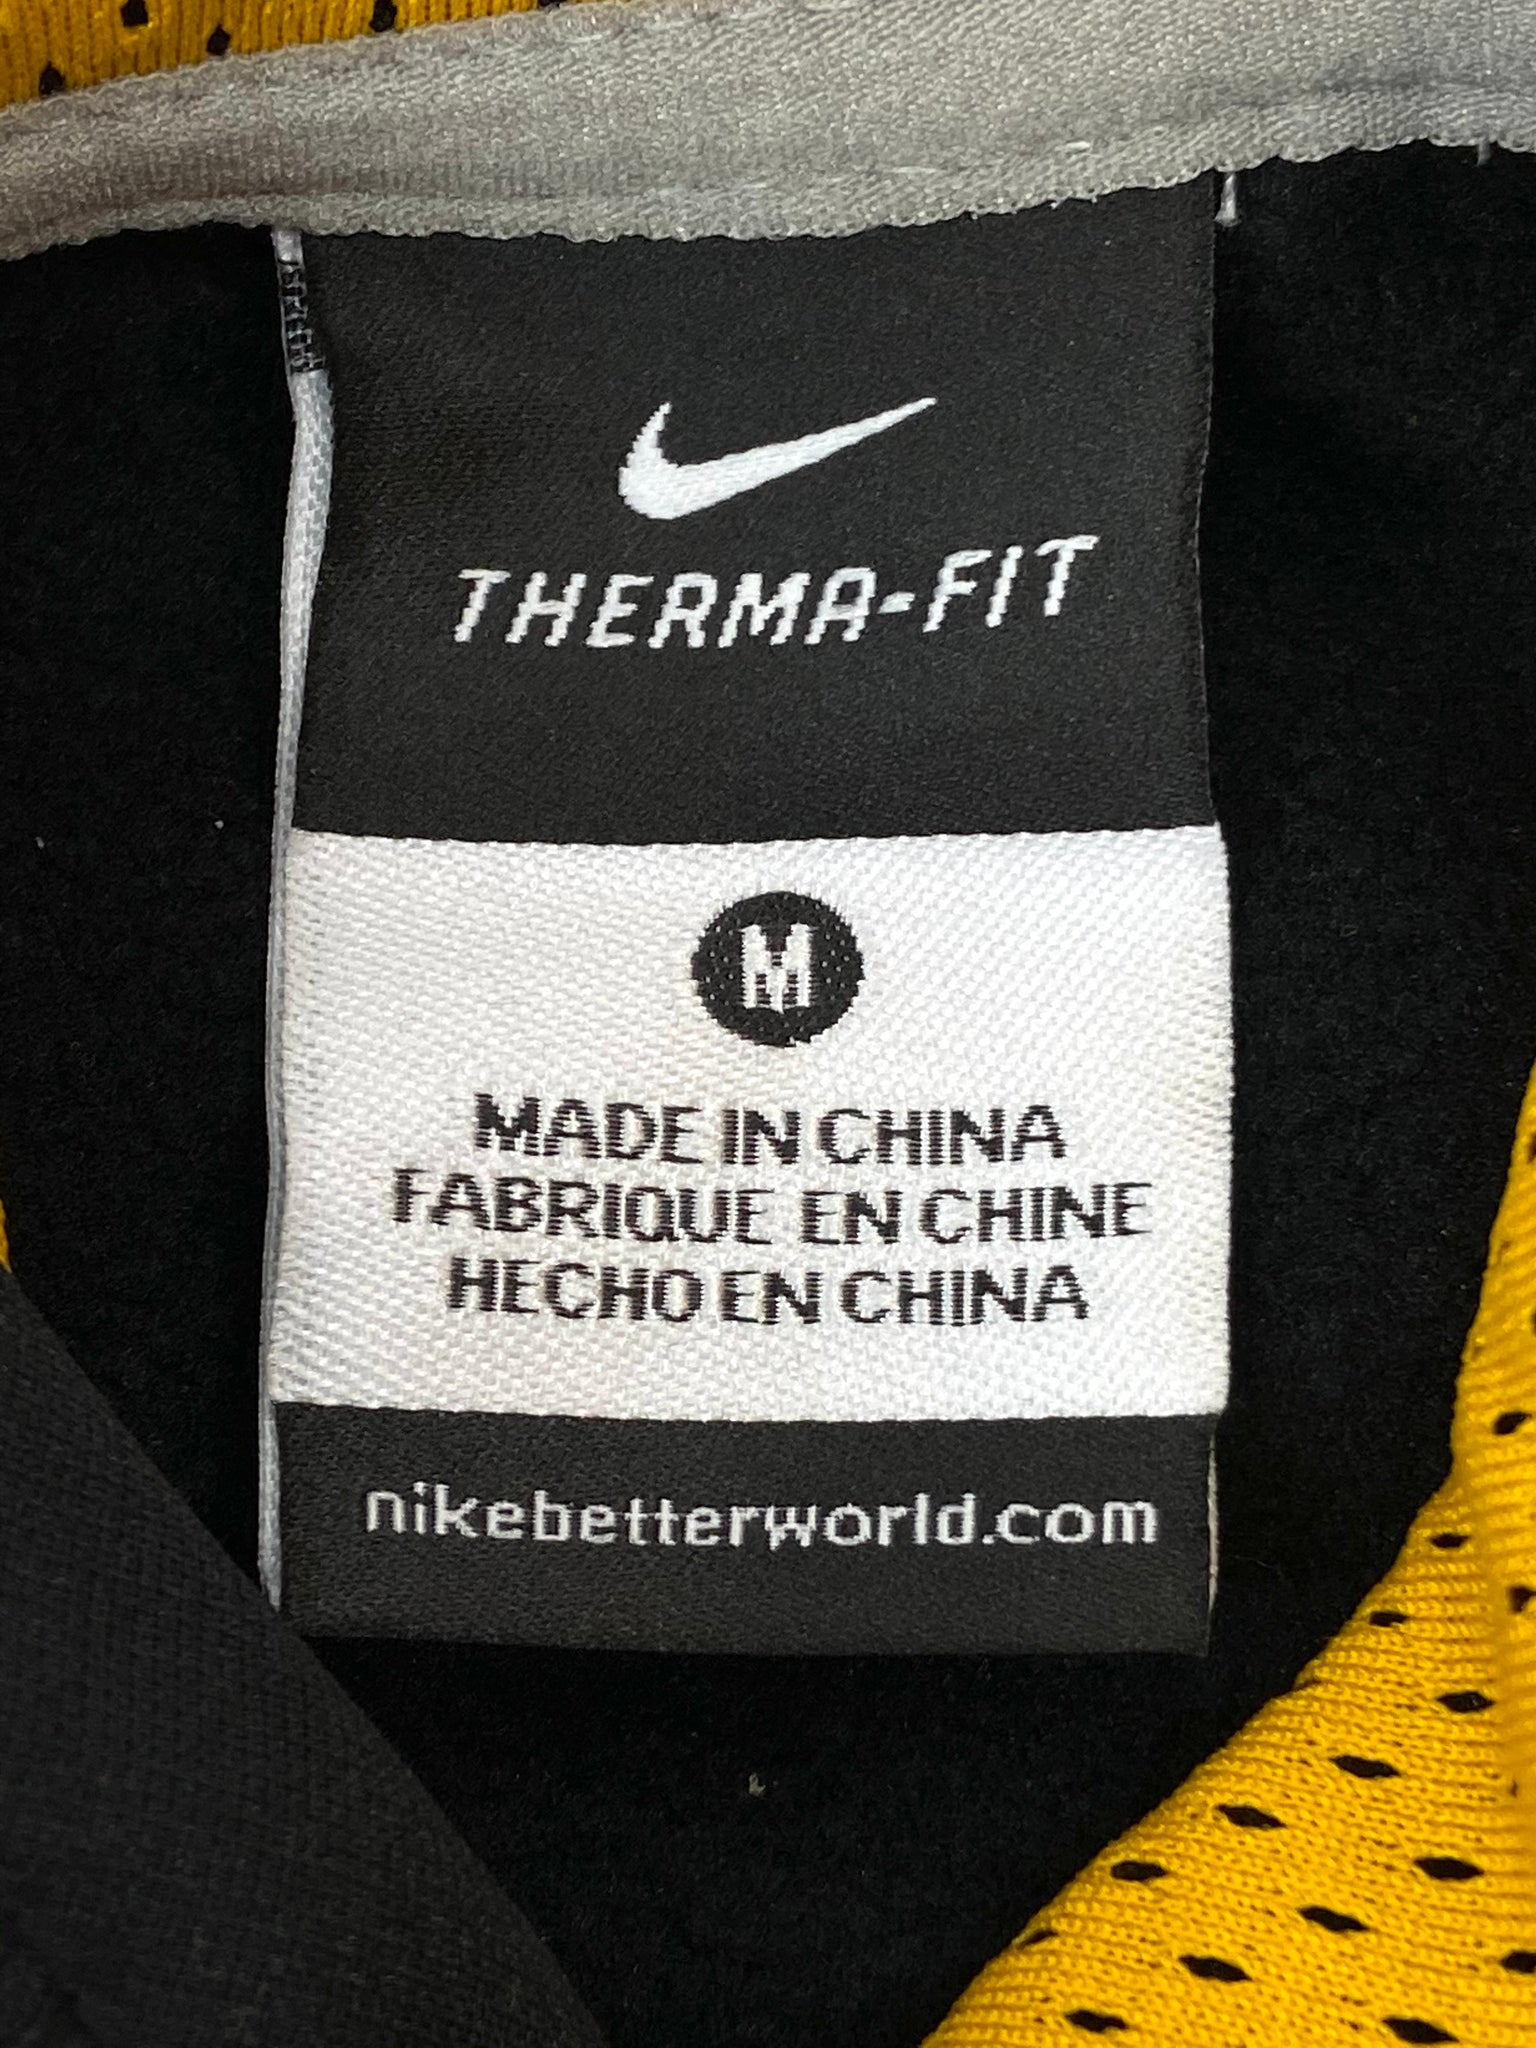 THERMA-FIT
M
MADE IN CHINA
FABRIQUE EN CHINE
HECHO EN CHINA
nikebetterworld.com